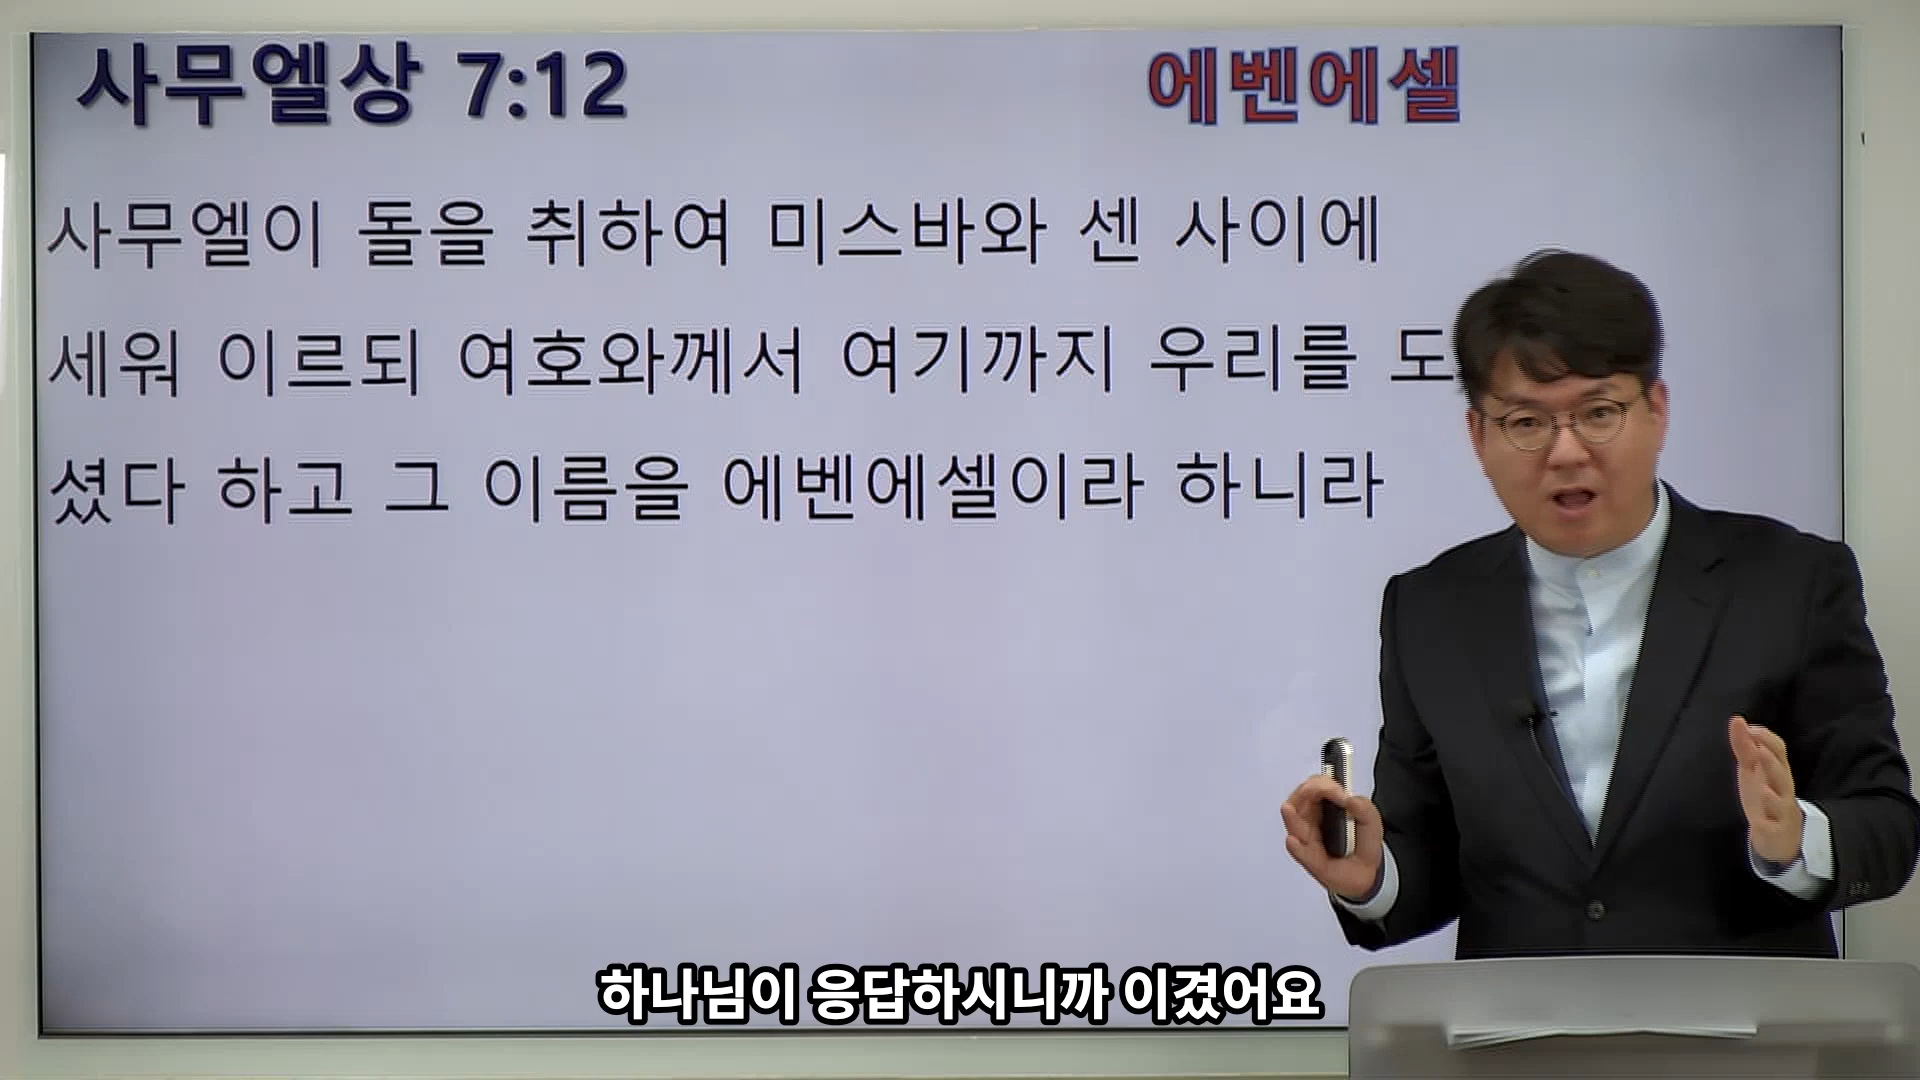 사무엘상 7:12
에벤에셀
사무엘이 돌을 취하여 미스바와 센 사이에
세워 이르되 여호와께서 여기까지 우리를 도
셨다 하고 그 이름을 에벤에셀이라 하니라
하나님이 응답하시니까 이겼어요